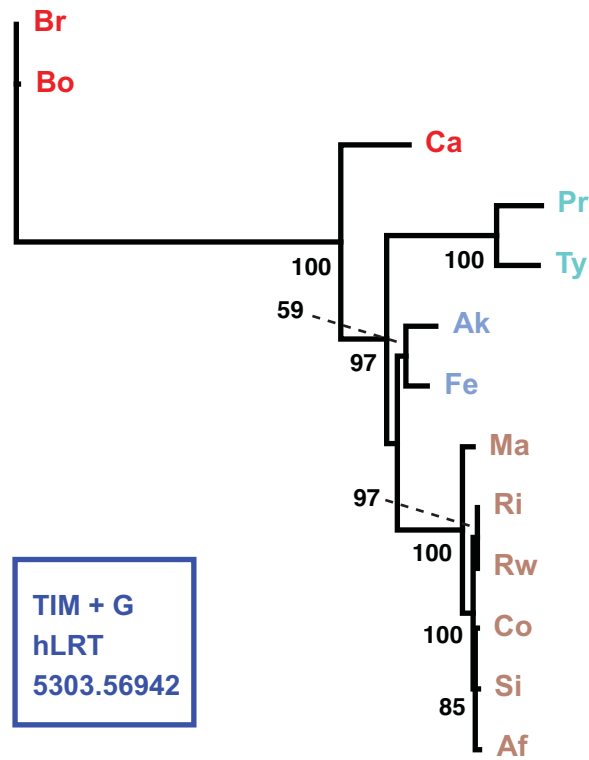 Br
Bo
Ca
Pr
100
100
Ty
59
Ak
97
Fe
Ma
97
Ri
100
Rw
TIM + G
hLRT
5303.56942
100
Co
Si
85
Af